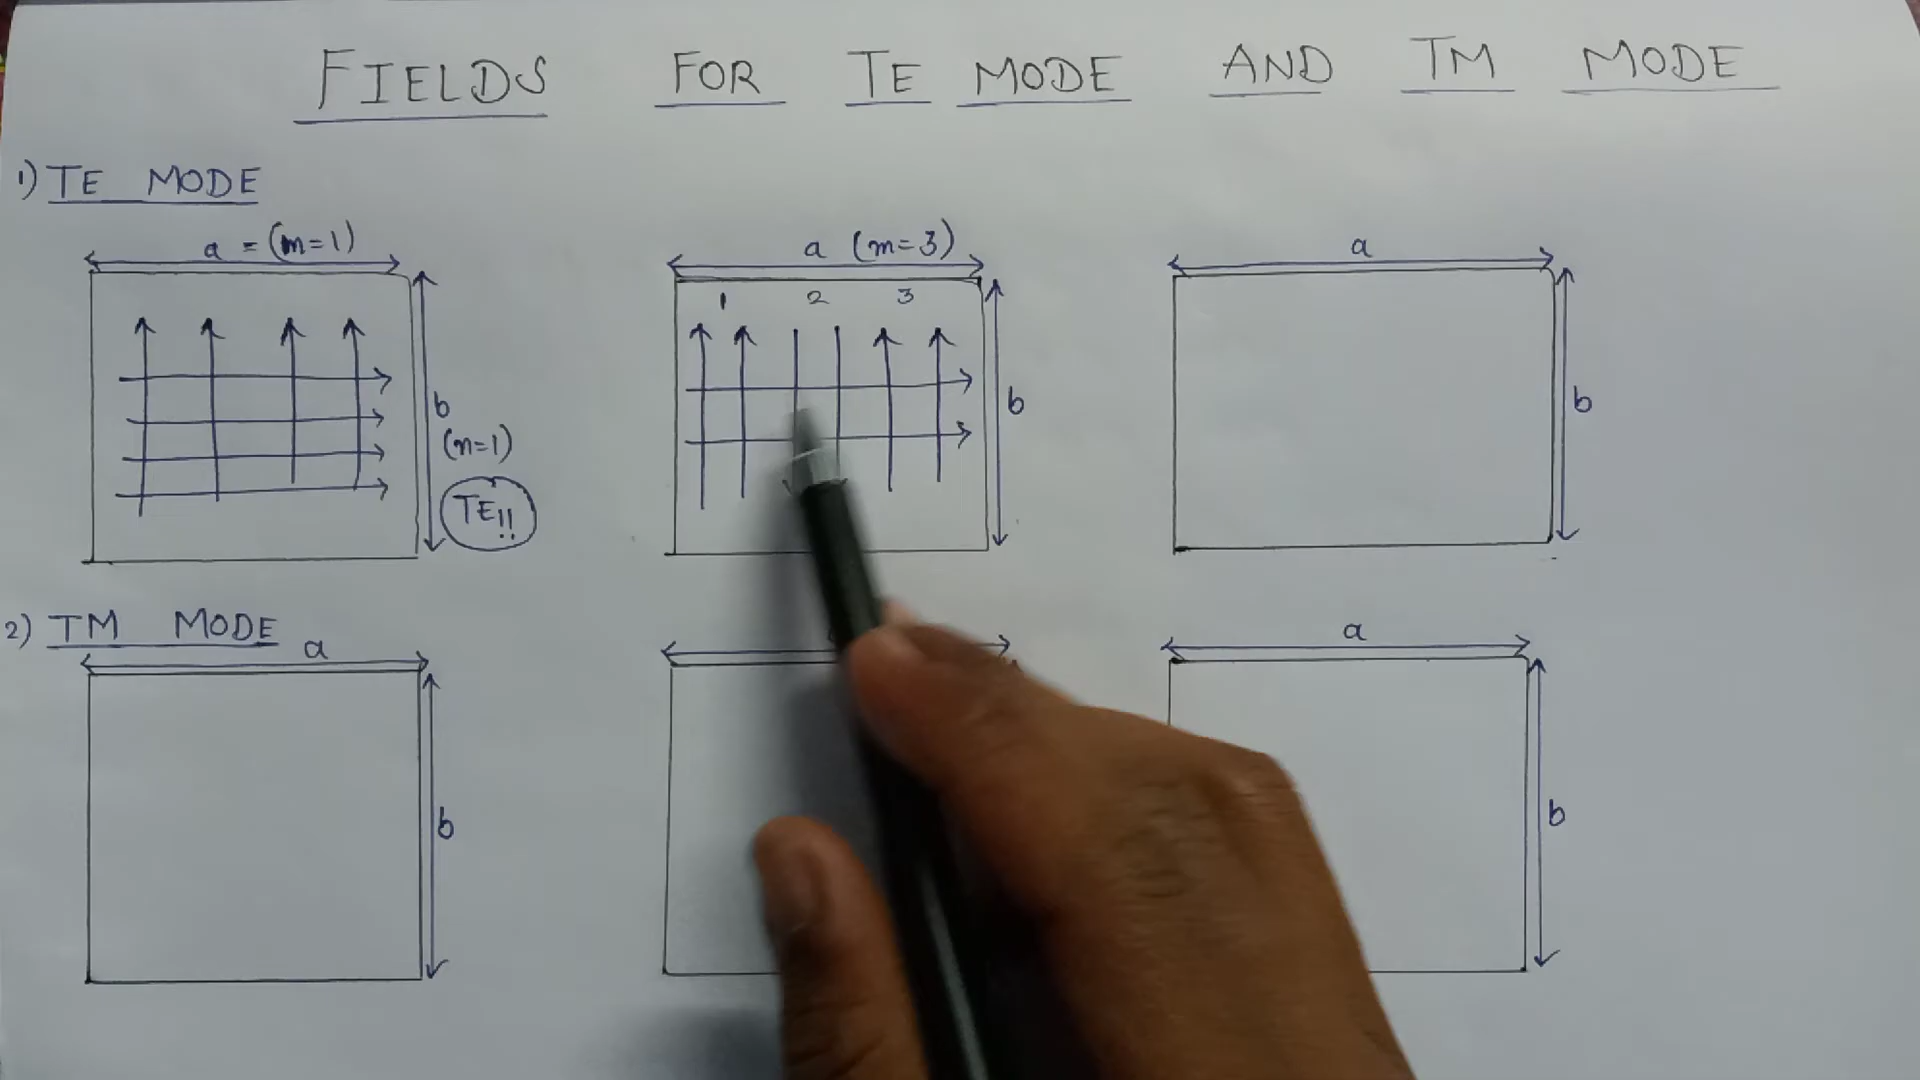 FIELDS FOR TE MODE AND TM MODE
1) TE MODE
a = (m=1)
b
(n=1)
TE11
a (m=3)
1 2 3
b
a
b
2) TM MODE
a
b
a
b